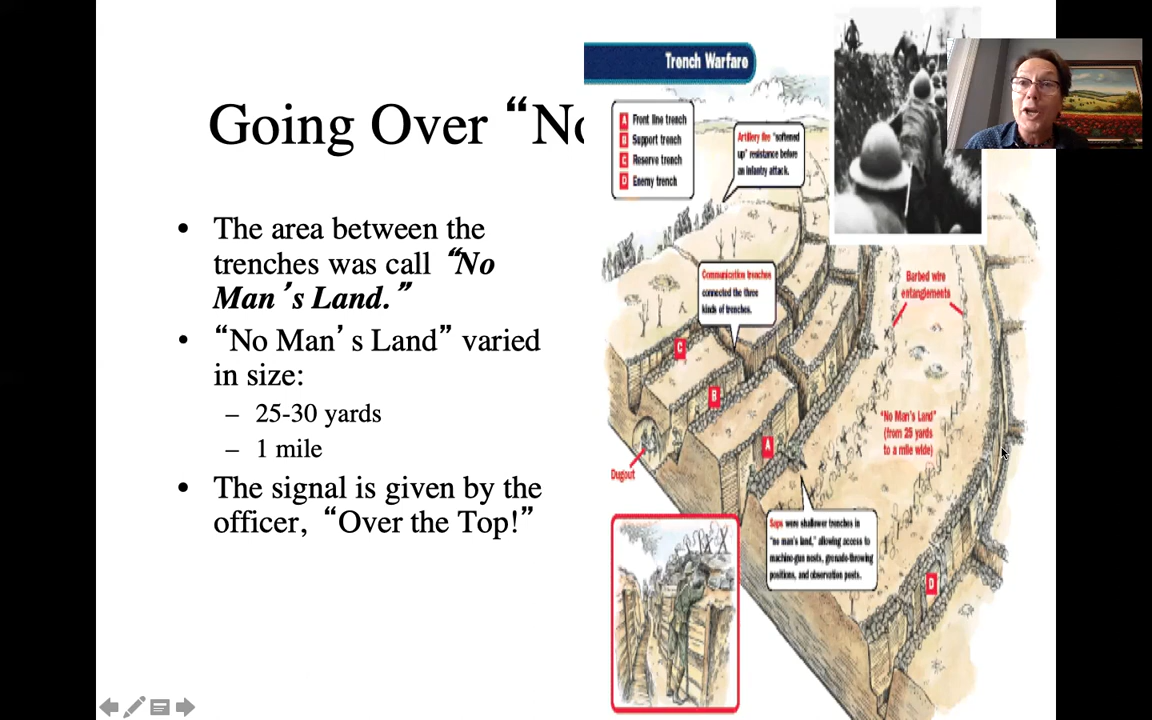 Going Over “No
• The area between the
trenches was call “No
Man’s Land.”
• “No Man’s Land” varied
in size:
– 25-30 yards
– 1 mile
• The signal is given by the
officer, “Over the Top!”
Trench Warfare
A Front line trench
B Support trench
C Reserve trench
D Enemy trench
Artillery fire "softened
up" resistance before
an infantry attack.
Communication trenches
connected the three
kinds of trenches.
Barbed wire
entanglements
C
B
A
"No Man's Land"
(from 25 yards
to a mile wide)
Dugout
Saps were shallower trenches in
"no man's land," allowing access to
machine-gun nests, grenade-throwing
positions, and observation posts.
D